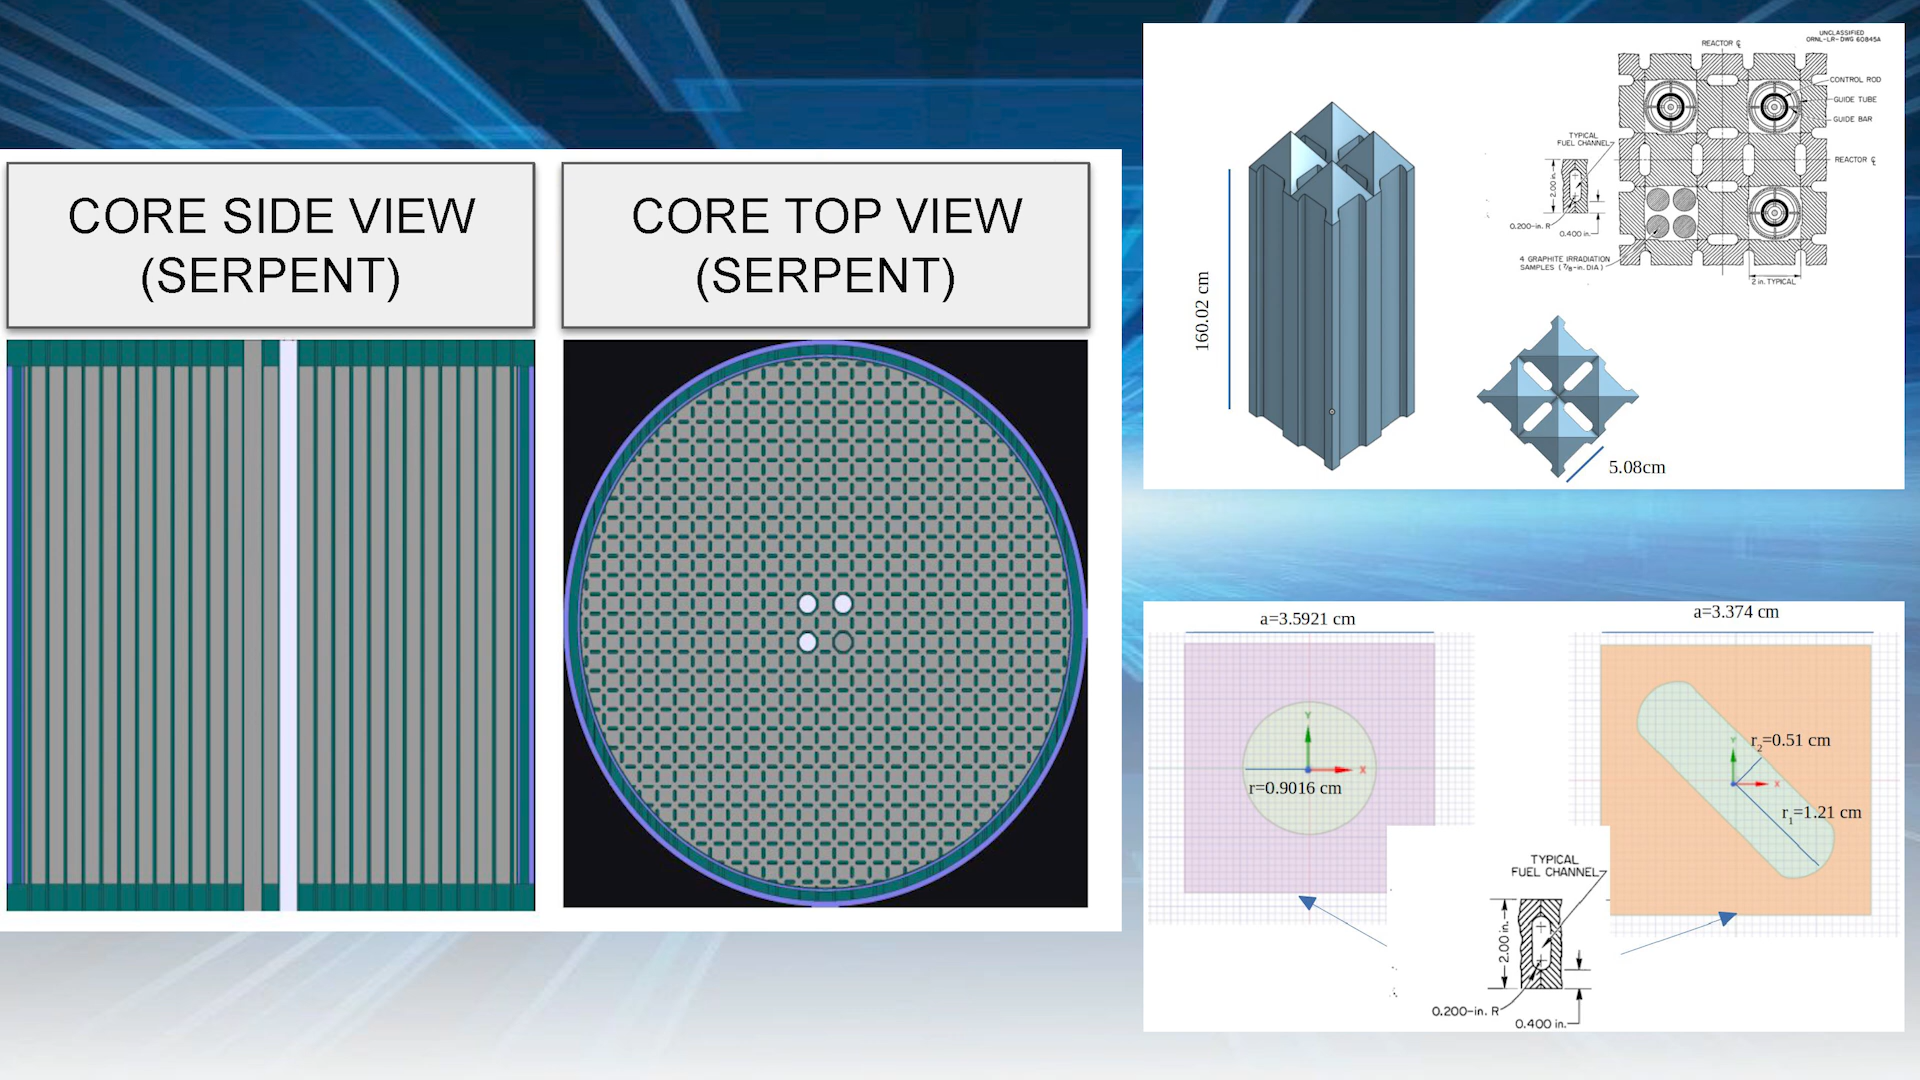 CORE SIDE VIEW
(SERPENT)
CORE TOP VIEW
(SERPENT)
160.02 cm
5.08cm
UNCLASSIFIED
ORNL-LR-DWG 60845A
REACTOR ℄
CONTROL ROD
GUIDE TUBE
GUIDE BAR
REACTOR ℄
TYPICAL
FUEL CHANNEL
2.00 in.
0.200-in. R
0.400 in.
4 GRAPHITE IRRADIATION
SAMPLES (7/8-in. DIA)
2 in. TYPICAL
a=3.5921 cm
Y
X
r=0.9016 cm
a=3.374 cm
r2=0.51 cm
Y
X
r1=1.21 cm
TYPICAL
FUEL CHANNEL
2.00 in.
0.200-in. R
0.400 in.